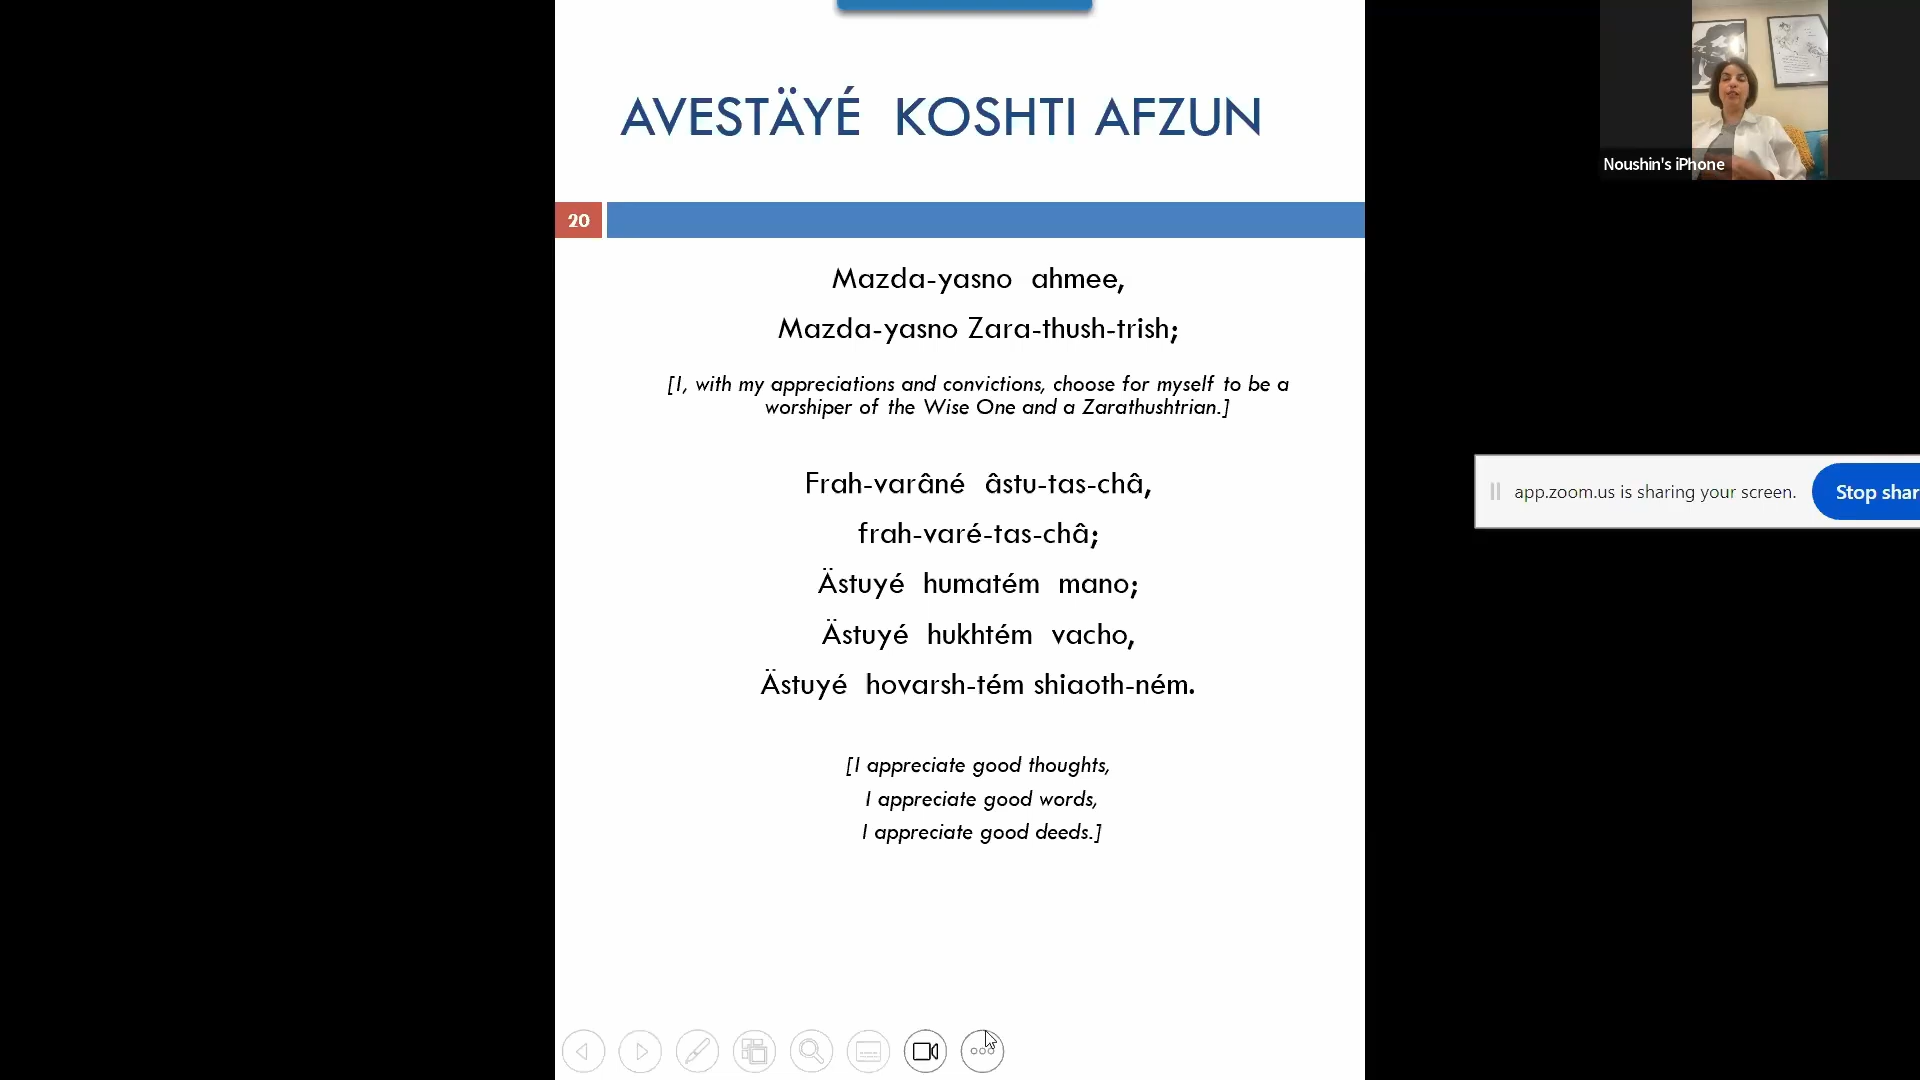 AVESTÄYÉ KOSHTI AFZUN
Noushin's iPhone
20
Mazda-yasno ahmee,
Mazda-yasno Zara-thush-trish;
[I, with my appreciations and convictions, choose for myself to be a
worshiper of the Wise One and a Zarathushtrian.]
Frah-varâné âstu-tas-châ,
app.zoom.us is sharing your screen.
Stop shar
frah-varé-tas-châ;
Ästuyé humatém mano;
Ästuyé hukhtém vacho,
Ästuyé hovarsh-tém shiaoth-ném.
[I appreciate good thoughts,
I appreciate good words,
I appreciate good deeds.]